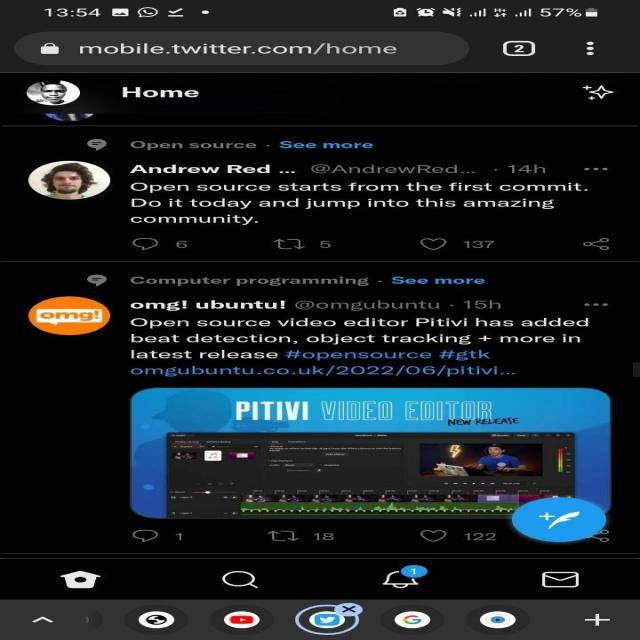 13:54
57%
mobile.twitter.com/home
2
Home
Open source · See more
Andrew Red ... @AndrewRed... · 14h
Open source starts from the first commit.
Do it today and jump into this amazing
community.
6 5 137
Computer programming · See more
omg! ubuntu! @omgubuntu · 15h
omg!
Open source video editor Pitivi has added
beat detection, object tracking + more in
latest release #opensource #gtk
omgubuntu.co.uk/2022/06/pitivi...
PITIVI VIDEO EDITOR
NEW RELEASE
1 18 122
1